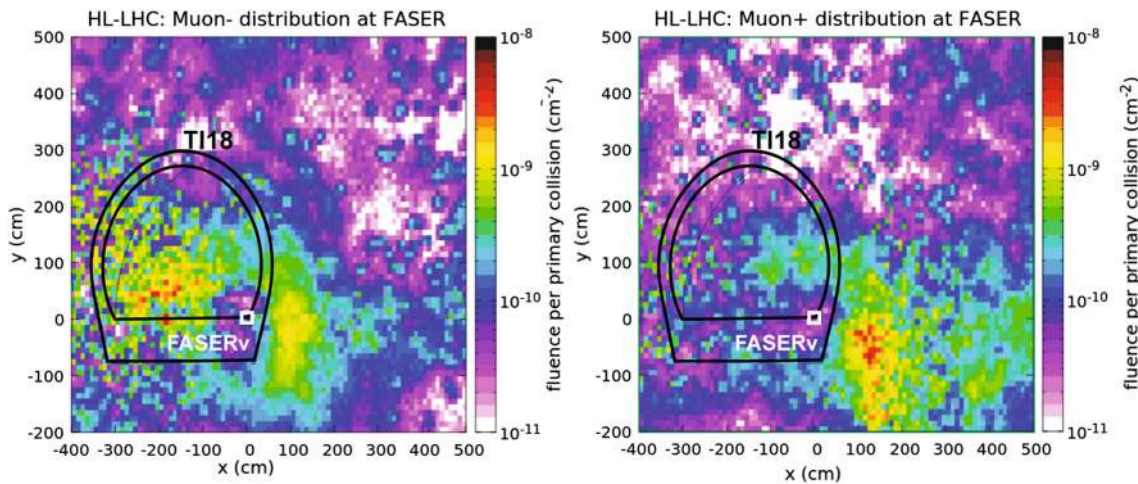 HL-LHC: Muon- distribution at FASER
500
400
300
200
100
0
-100
-200
y (cm)
TI18
FASERv
-400 -300 -200 -100 0 100 200 300 400 500
x (cm)
10-8
10-9
10-10
10-11
fluence per primary collision (cm-2)
HL-LHC: Muon+ distribution at FASER
500
400
300
200
100
0
-100
-200
y (cm)
TI18
FASERv
-400 -300 -200 -100 0 100 200 300 400 500
x (cm)
10-8
10-9
10-10
10-11
fluence per primary collision (cm-2)